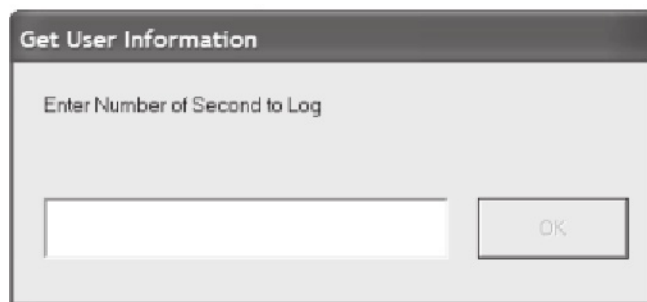 Get User Information
Enter Number of Second to Log
OK